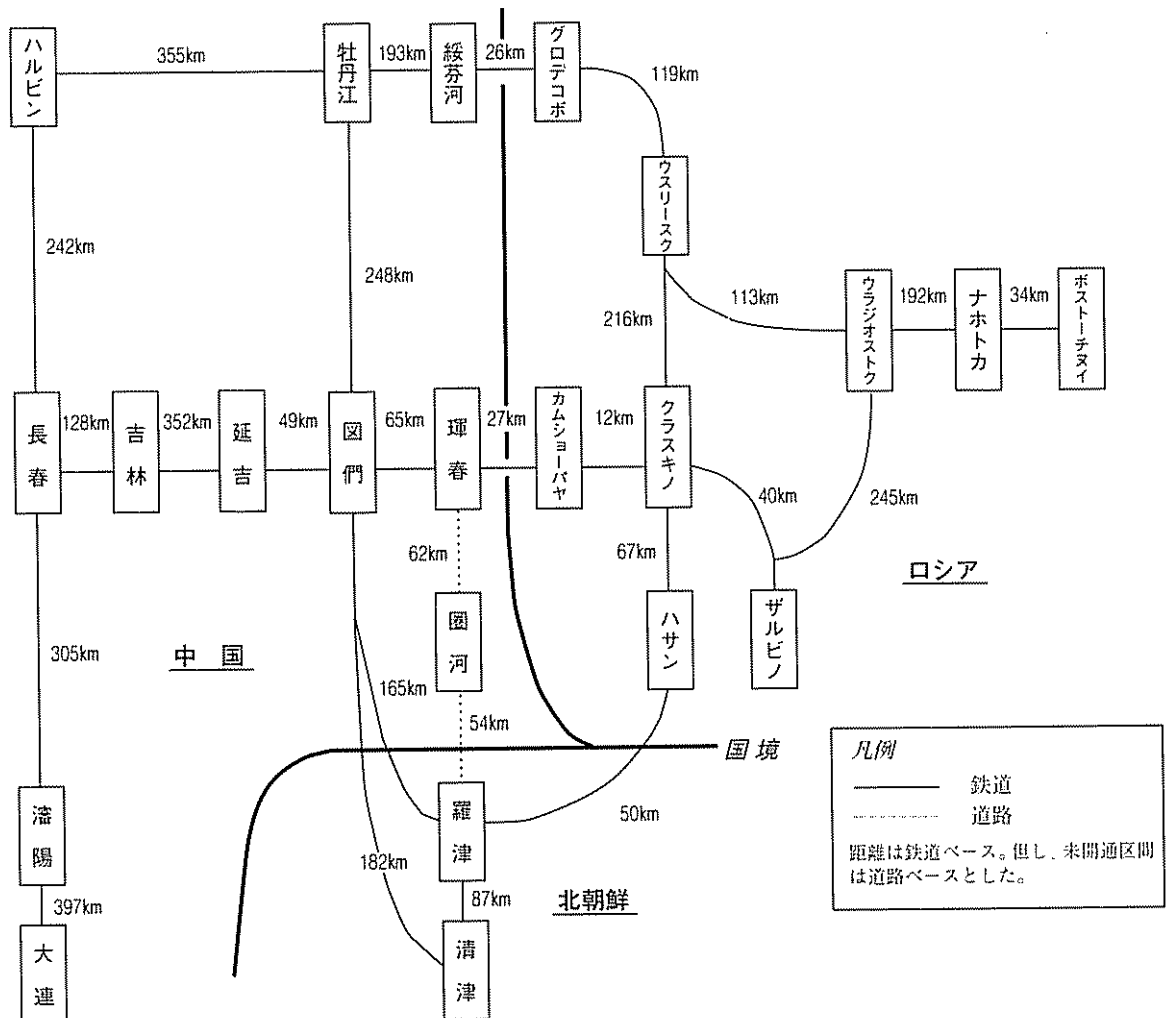 ハルビン
355km
牡丹江
193km
綏芬河
26km
グロデコボ
119km
ウスリースク
242km
248km
216km
113km
ウラジオストク
192km
ナホトカ
34km
ボストーチヌイ
長春
128km
吉林
352km
延吉
49km
図們
65km
琿春
27km
カムショーバヤ
12km
クラスキノ
40km
245km
62km
67km
ロシア
圏河
ハサン
ザルビノ
305km
中国
165km
54km
国境
瀋陽
羅津
50km
182km
397km
87km
北朝鮮
大連
清津
凡例
鉄道
道路
距離は鉄道ベース。但し、未開通区間
は道路ベースとした。